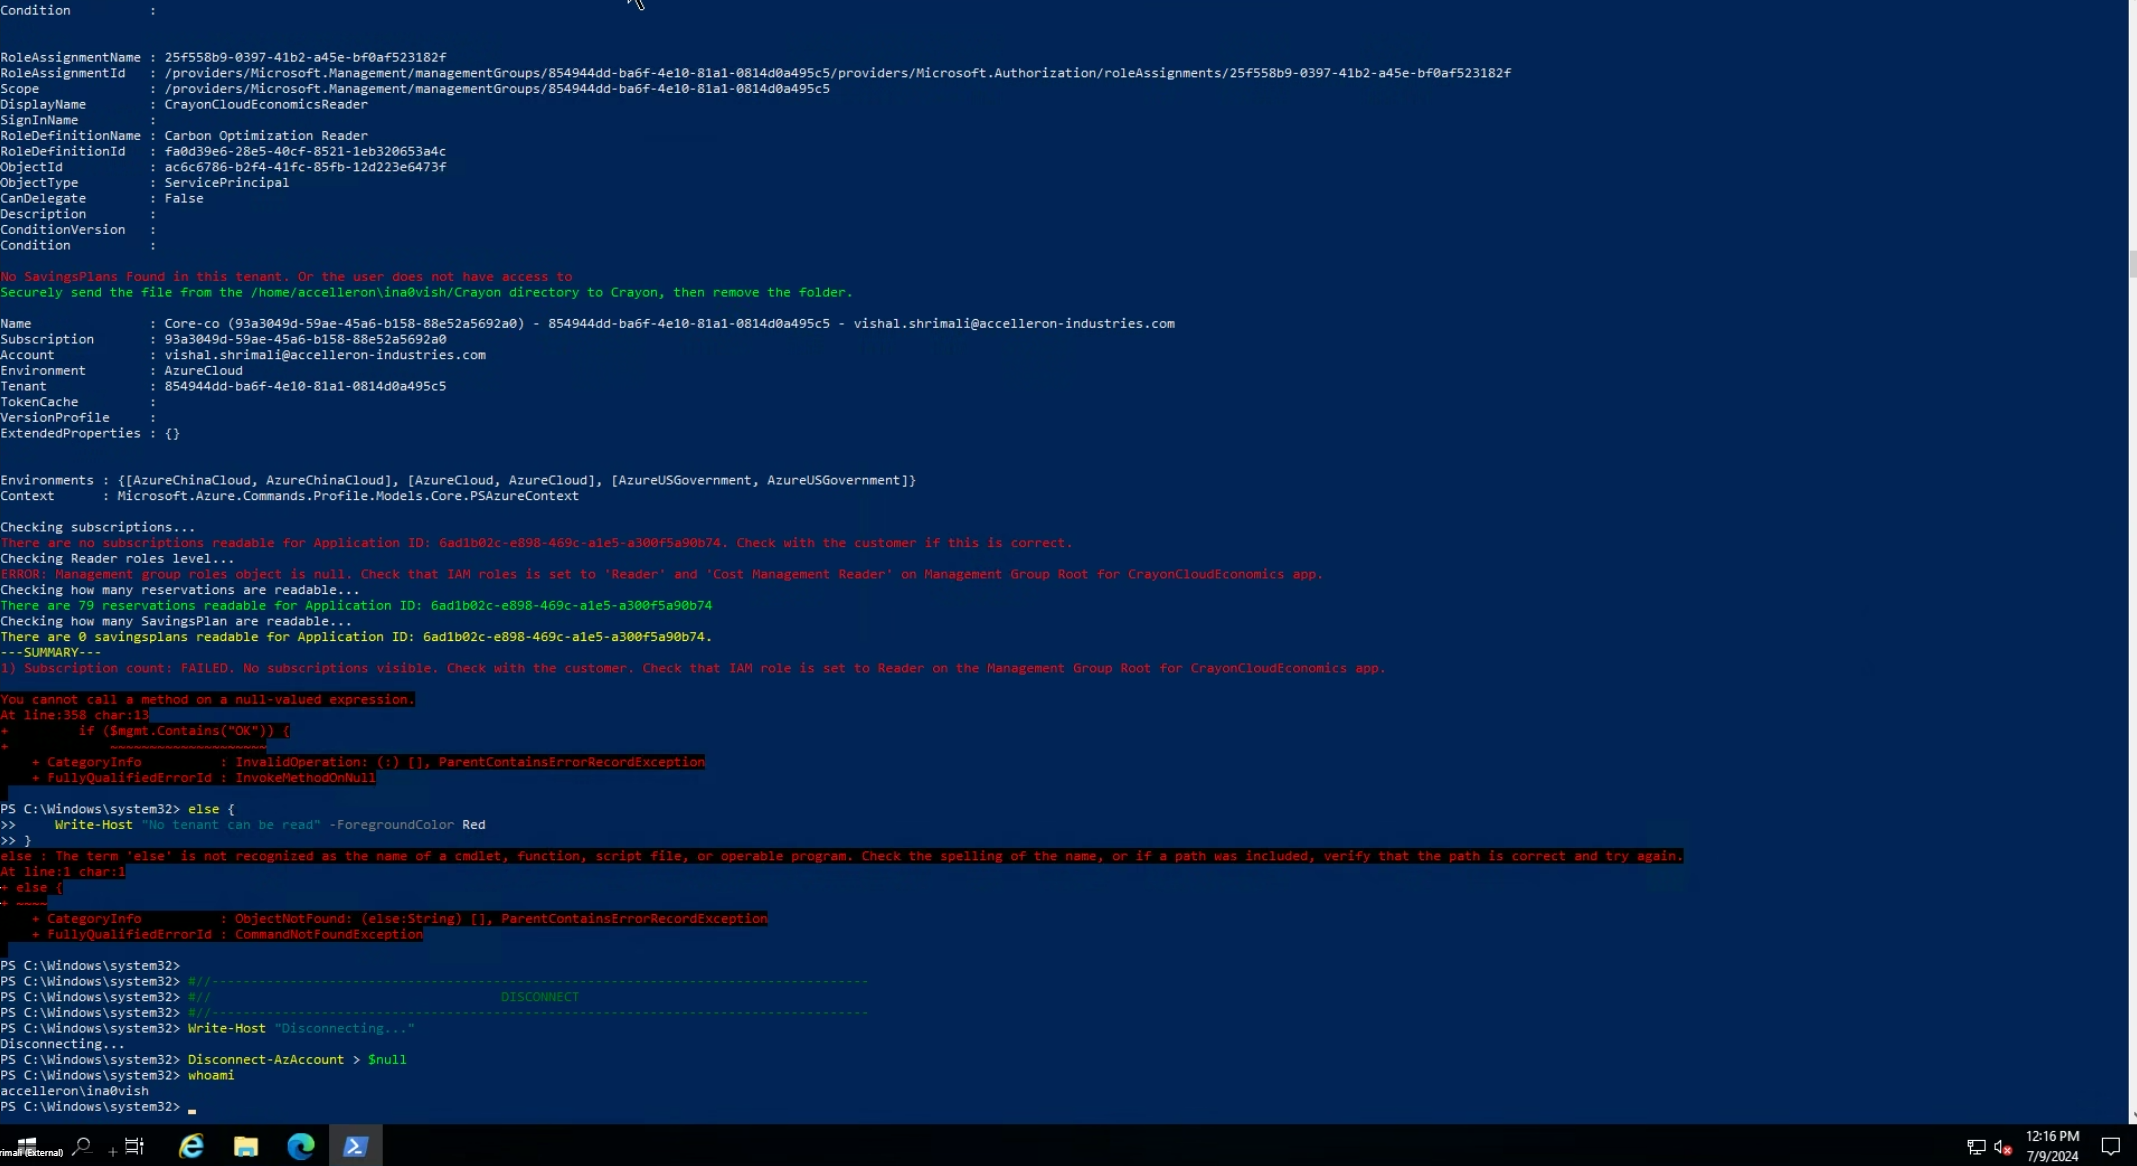 Condition          :
RoleAssignmentName : 25f558b9-0397-41b2-a45e-bf0af523182f
RoleAssignmentId   : /providers/Microsoft.Management/managementGroups/854944dd-ba6f-4e10-81a1-0814d0a495c5/providers/Microsoft.Authorization/roleAssignments/25f558b9-0397-41b2-a45e-bf0af523182f
Scope              : /providers/Microsoft.Management/managementGroups/854944dd-ba6f-4e10-81a1-0814d0a495c5
DisplayName        : CrayonCloudEconomicsReader
SignInName         :
RoleDefinitionName : Carbon Optimization Reader
RoleDefinitionId   : fa0d39e6-28e5-40cf-8521-1eb320653a4c
ObjectId           : ac6c6786-b2f4-41fc-85fb-12d223e6473f
ObjectType         : ServicePrincipal
CanDelegate        : False
Description        :
ConditionVersion   :
Condition          :
No SavingsPlans Found in this tenant. Or the user does not have access to
Securely send the file from the /home/accelleron\ina0vish/Crayon directory to Crayon, then remove the folder.
Name               : Core-co (93a3049d-59ae-45a6-b158-88e52a5692a0) - 854944dd-ba6f-4e10-81a1-0814d0a495c5 - vishal.shrimali@accelleron-industries.com
Subscription       : 93a3049d-59ae-45a6-b158-88e52a5692a0
Account            : vishal.shrimali@accelleron-industries.com
Environment        : AzureCloud
Tenant             : 854944dd-ba6f-4e10-81a1-0814d0a495c5
TokenCache         :
VersionProfile     :
ExtendedProperties : {}
Environments : {[AzureChinaCloud, AzureChinaCloud], [AzureCloud, AzureCloud], [AzureUSGovernment, AzureUSGovernment]}
Context      : Microsoft.Azure.Commands.Profile.Models.Core.PSAzureContext
Checking subscriptions...
There are no subscriptions readable for Application ID: 6ad1b02c-e898-469c-a1e5-a300f5a90b74. Check with the customer if this is correct.
Checking Reader roles level...
ERROR: Management group roles object is null. Check that IAM roles is set to 'Reader' and 'Cost Management Reader' on Management Group Root for CrayonCloudEconomics app.
Checking how many reservations are readable...
There are 79 reservations readable for Application ID: 6ad1b02c-e898-469c-a1e5-a300f5a90b74
Checking how many SavingsPlan are readable...
There are 0 savingsplans readable for Application ID: 6ad1b02c-e898-469c-a1e5-a300f5a90b74.
---SUMMARY---
1) Subscription count: FAILED. No subscriptions visible. Check with the customer. Check that IAM role is set to Reader on the Management Group Root for CrayonCloudEconomics app.
You cannot call a method on a null-valued expression.
At line:358 char:13
+         if ($mgmt.Contains("OK")) {
+             ~~~~~~~~~~~~~~~~~~~~
    + CategoryInfo          : InvalidOperation: (:) [], ParentContainsErrorRecordException
    + FullyQualifiedErrorId : InvokeMethodOnNull
PS C:\Windows\system32> else {
>>     Write-Host "No tenant can be read" -ForegroundColor Red
>> }
else : The term 'else' is not recognized as the name of a cmdlet, function, script file, or operable program. Check the spelling of the name, or if a path was included, verify that the path is correct and try again.
At line:1 char:1
+ else {
+ ~~~~
    + CategoryInfo          : ObjectNotFound: (else:String) [], ParentContainsErrorRecordException
    + FullyQualifiedErrorId : CommandNotFoundException
PS C:\Windows\system32>
PS C:\Windows\system32> #//------------------------------------------------------------------------------------
PS C:\Windows\system32> #//                                     DISCONNECT
PS C:\Windows\system32> #//------------------------------------------------------------------------------------
PS C:\Windows\system32> Write-Host "Disconnecting..."
Disconnecting...
PS C:\Windows\system32> Disconnect-AzAccount > $null
PS C:\Windows\system32> whoami
accelleron\ina0vish
PS C:\Windows\system32>
rimali (External)
12:16 PM
7/9/2024